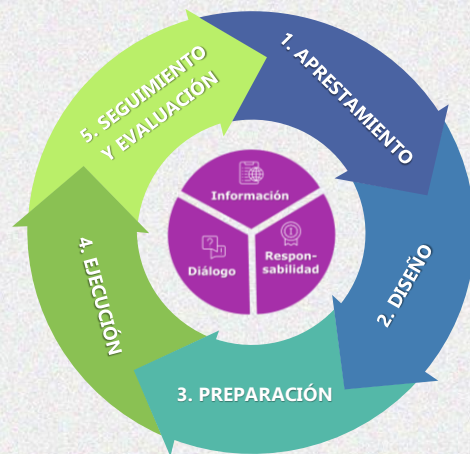 1. APRESTAMIENTO
2. DISEÑO
3. PREPARACIÓN
4. EJECUCIÓN
5. SEGUIMIENTO
Y EVALUACIÓN
Información
Diálogo
Respon-
sabilidad